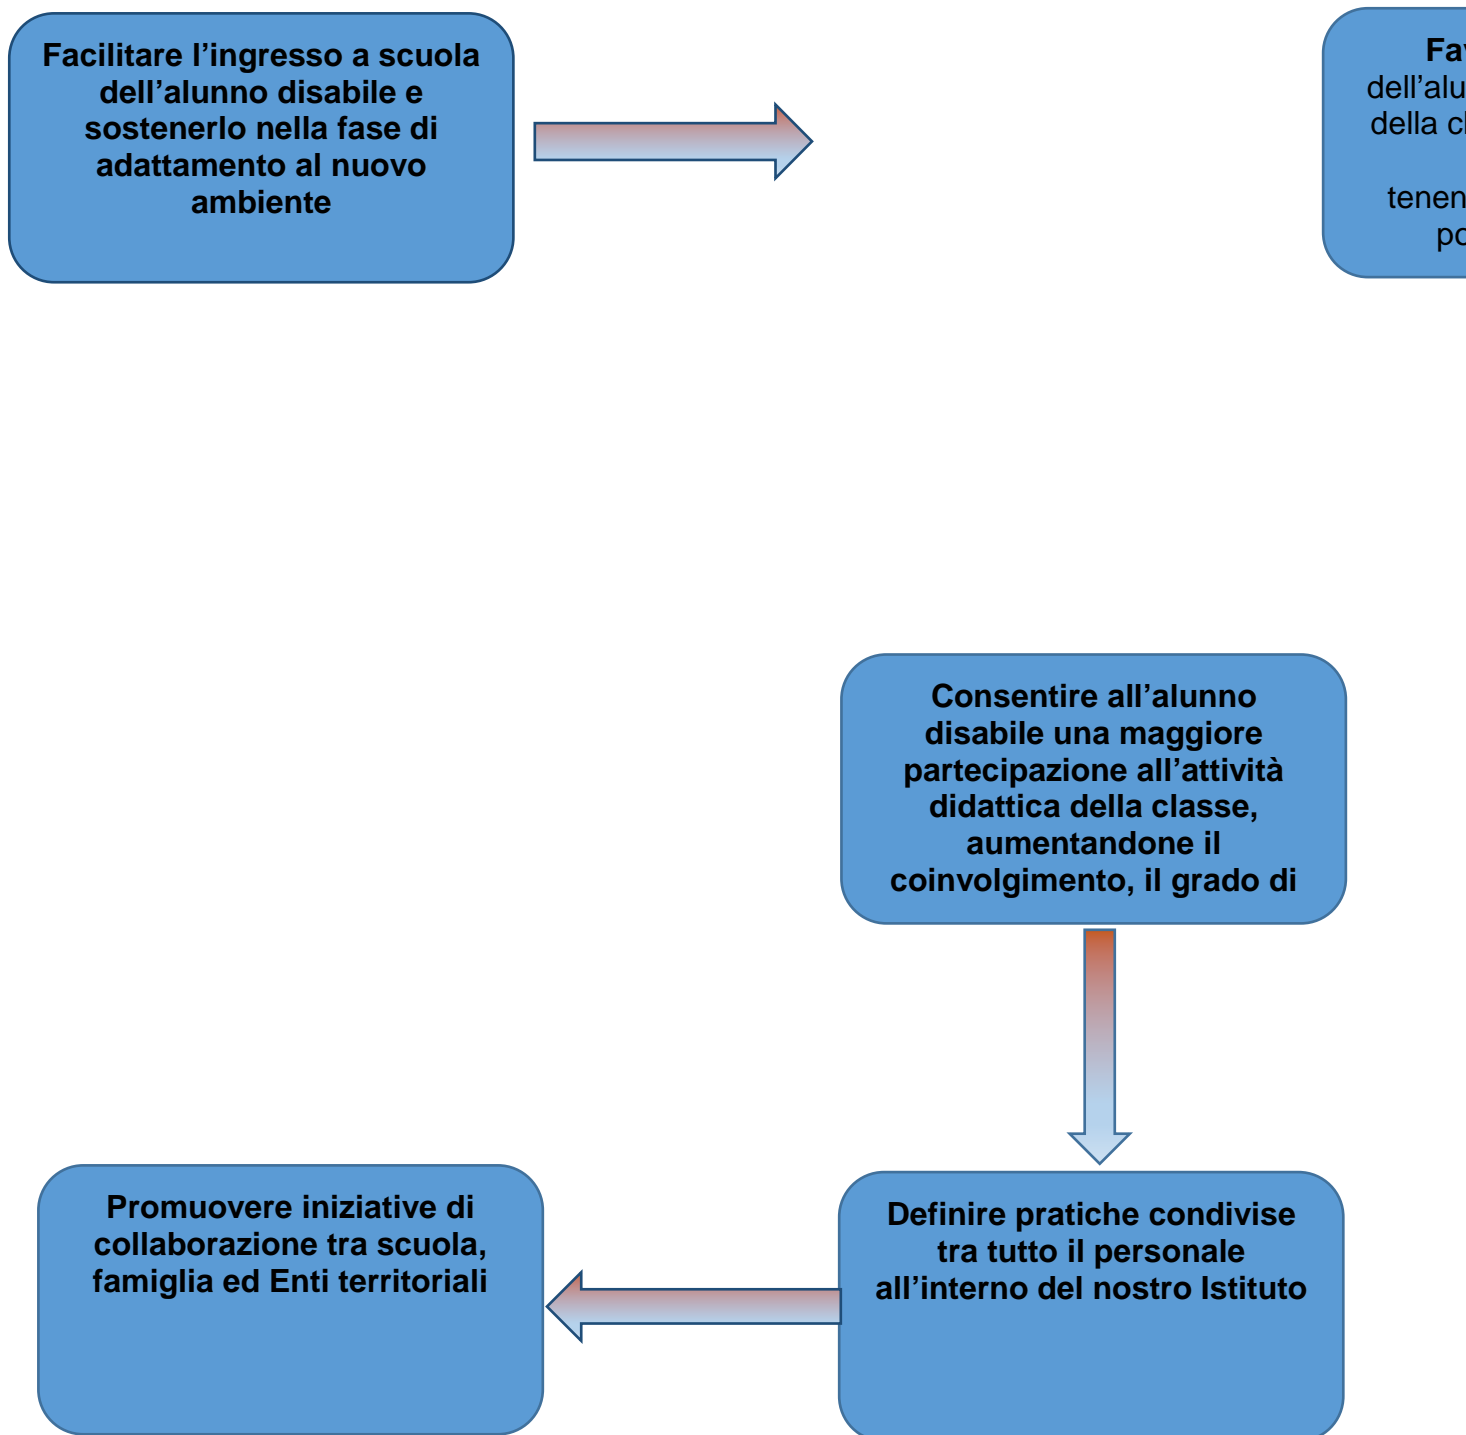 Facilitare l’ingresso a scuola
dell’alunno disabile e
sostenerlo nella fase di
adattamento al nuovo
ambiente
dell’alu
della
Consentire all’alunno
disabile una maggiore
partecipazione all’attività
didattica della classe,
aumentandone il
coinvolgimento, il grado di
Definire pratiche condivise
tra tutto il personale
all’interno del nostro Istituto
Promuovere iniziative di
collaborazione tra scuola,
famiglia ed Enti territoriali